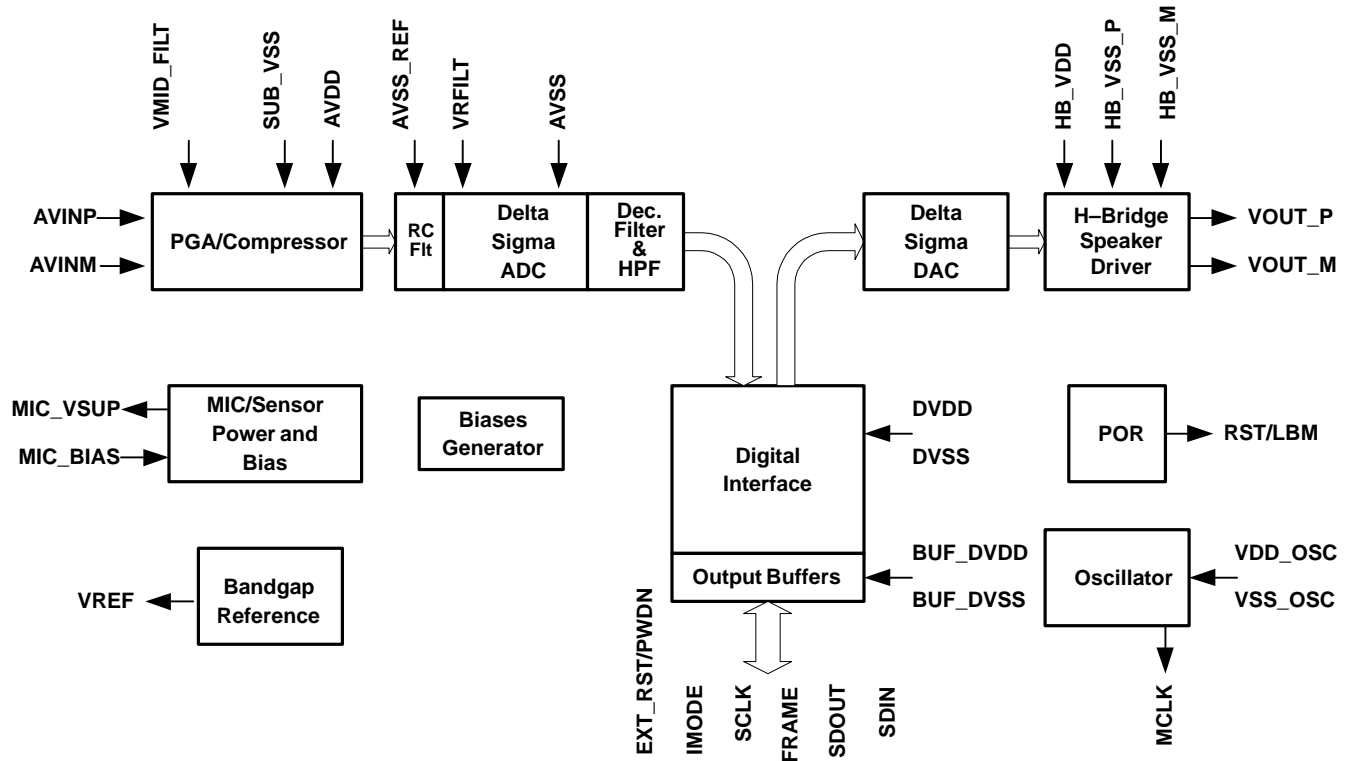 VMID_FILT
SUB_VSS
AVDD
AVSS_REF
VRFILT
AVSS
HB_VDD
HB_VSS_P
HB_VSS_M
AVINP
AVINM
PGA/Compressor
RC
Flt
Delta
Sigma
ADC
Dec.
Filter
&
HPF
Delta
Sigma
DAC
H–Bridge
Speaker
Driver
VOUT_P
VOUT_M
MIC_VSUP
MIC_BIAS
MIC/Sensor
Power and
Bias
Biases
Generator
Digital
Interface
DVDD
DVSS
POR
RST/LBM
VREF
Bandgap
Reference
Output Buffers
BUF_DVDD
BUF_DVSS
Oscillator
VDD_OSC
VSS_OSC
EXT_RST/PWDN
IMODE
SCLK
FRAME
SDOUT
SDIN
MCLK